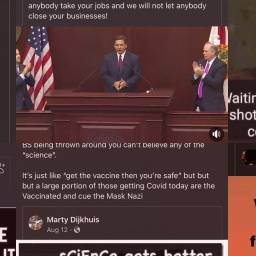 anybody take your jobs and we will not let anybody
close your businesses!
BS being thrown around you can't believe any of the
"science".
It's just like "get the vaccine then you're safe" but but
but a large portion of those getting Covid today are the
Vaccinated and cue the Mask Nazi
Marty Dijkhuis
Aug 12
sCiEnCe gets better
Waitin
shot
c
E
IT
f